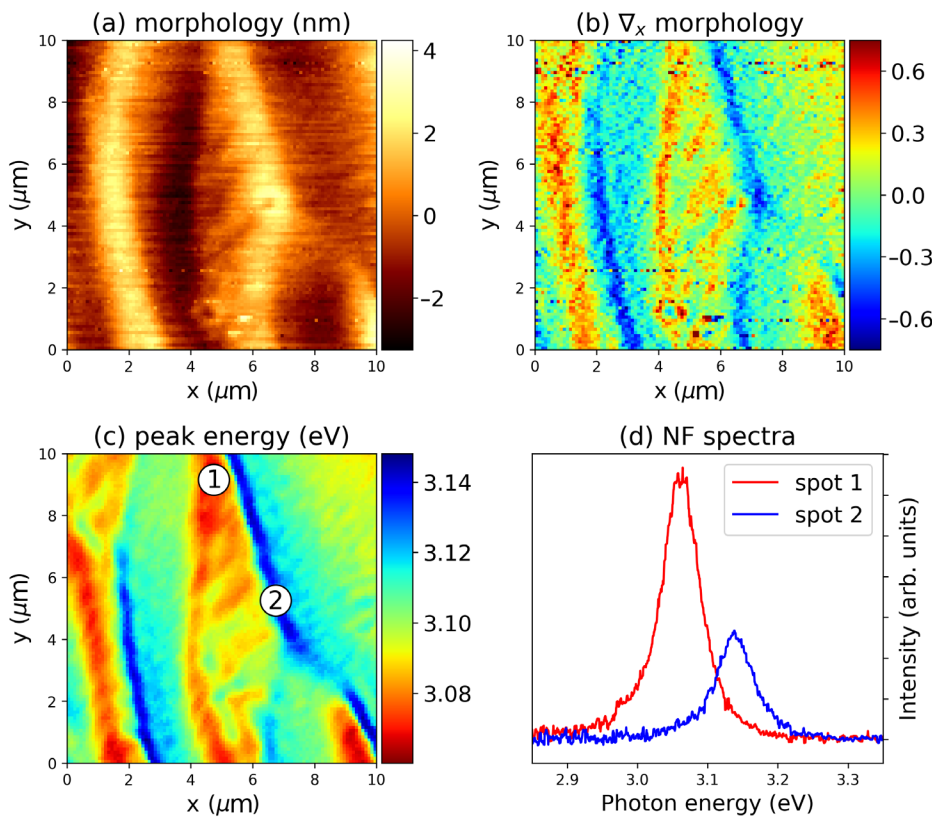 (a) morphology (nm)
10
8
6
4
2
0
y (μm)
0 2 4 6 8 10
x (μm)
4
2
0
−2
(b) ∇x morphology
10
8
6
4
2
0
y (μm)
0 2 4 6 8 10
x (μm)
0.6
0.3
0.0
−0.3
−0.6
(c) peak energy (eV)
10
8
6
4
2
0
y (μm)
1
2
0 2 4 6 8 10
x (μm)
3.14
3.12
3.10
3.08
(d) NF spectra
spot 1
spot 2
Intensity (arb. units)
2.9 3.0 3.1 3.2 3.3
Photon energy (eV)